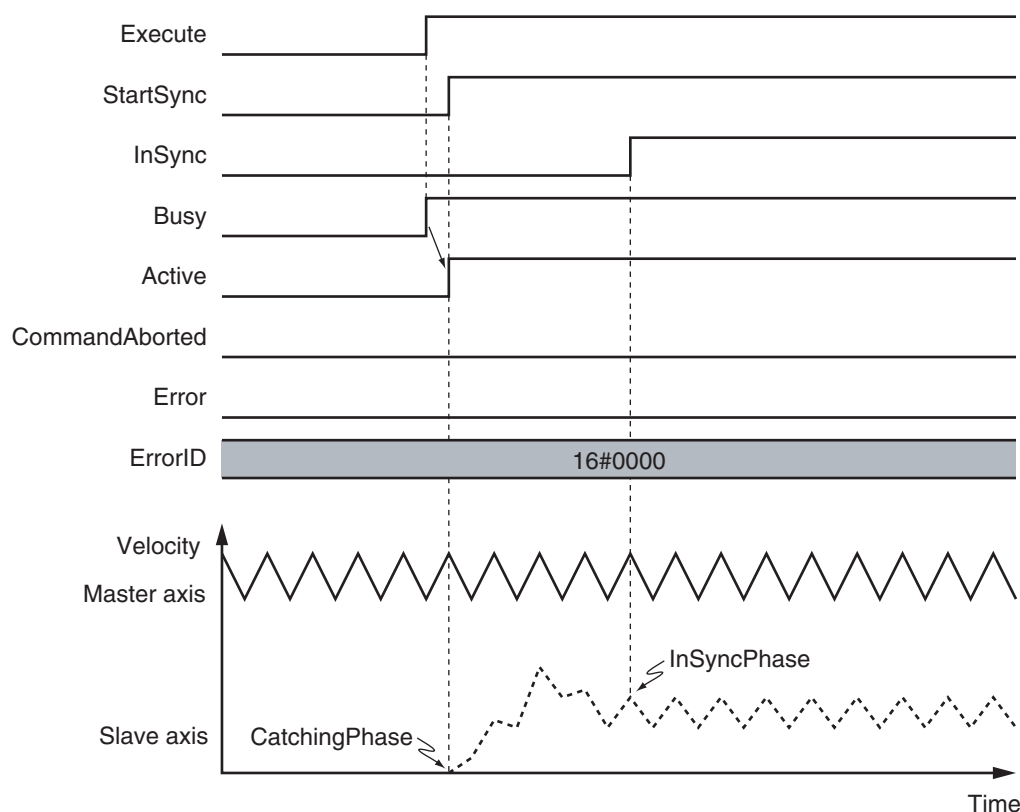 Execute
StartSync
InSync
Busy
Active
CommandAborted
Error
ErrorID
16#0000
Velocity
Master axis
InSyncPhase
Slave axis
CatchingPhase
Time